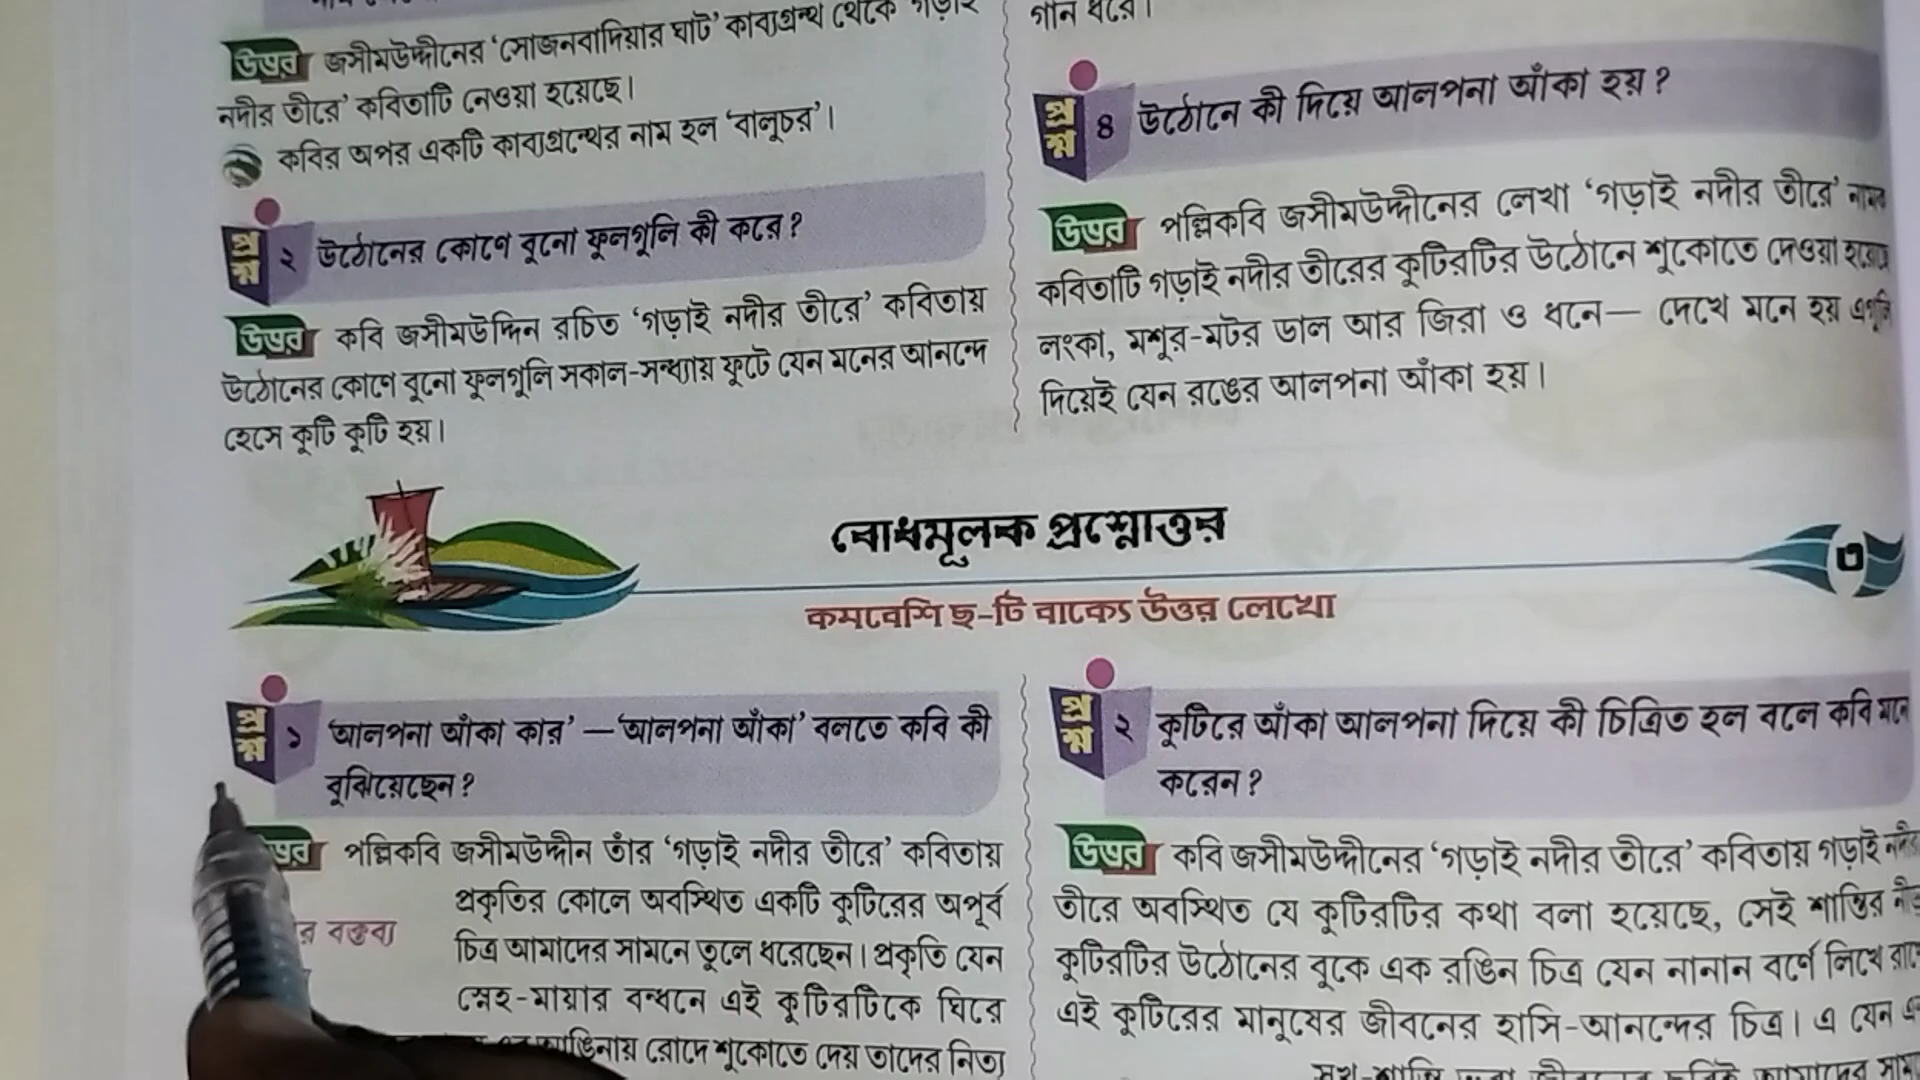 উত্তর জসীমউদ্দীনের ‘সোজনবাদিয়ার ঘাট’ কাব্যগ্রন্থ থেকে
নদীর তীরে’ কবিতাটি নেওয়া হয়েছে।
কবির অপর একটি কাব্যগ্রন্থের নাম হল ‘বালুচর’।
প্রশ্ন ২ উঠোনের কোণে বুনো ফুলগুলি কী করে?
উত্তর কবি জসীমউদ্দিন রচিত ‘গড়াই নদীর তীরে’ কবিতায়
উঠোনের কোণে বুনো ফুলগুলি সকাল-সন্ধ্যায় ফুটে যেন মনের আনন্দে
হেসে কুটি কুটি হয়।
গান ধরে।
প্রশ্ন ৪ উঠোনে কী দিয়ে আলপনা আঁকা হয়?
উত্তর পল্লিকবি জসীমউদ্দীনের লেখা ‘গড়াই নদীর তীরে’
কবিতাটি গড়াই নদীর তীরের কুটিরটির উঠোনে শুকোতে দেওয়া
লংকা, মশুর-মটর ডাল আর জিরা ও ধনে— দেখে মনে হয়
দিয়েই যেন রঙের আলপনা আঁকা হয়।
বোধমূলক প্রশ্নোত্তর
৩
কমবেশি ছ-টি বাক্যে উত্তর লেখো
প্রশ্ন ১ ‘আলপনা আঁকা কার’ —‘আলপনা আঁকা’ বলতে কবি কী
বুঝিয়েছেন?
পল্লিকবি জসীমউদ্দীন তাঁর ‘গড়াই নদীর তীরে’ কবিতায়
প্রকৃতির কোলে অবস্থিত একটি কুটিরের অপূর্ব
বক্তব্য
চিত্র আমাদের সামনে তুলে ধরেছেন। প্রকৃতি যেন
স্নেহ-মায়ার বন্ধনে এই কুটিরটিকে ঘিরে
রোদে শুকোতে দেয় তাদের নিত্য
প্রশ্ন ২ কুটিরে আঁকা আলপনা দিয়ে কী চিত্রিত হল বলে কবি মনে
করেন?
উত্তর কবি জসীমউদ্দীনের ‘গড়াই নদীর তীরে’ কবিতায় গড়াই
তীরে অবস্থিত যে কুটিরটির কথা বলা হয়েছে, সেই শান্তির
কুটিরটির উঠোনের বুকে এক রঙিন চিত্র যেন নানান বর্ণে লিখে
এই কুটিরের মানুষের জীবনের হাসি-আনন্দের চিত্র। এ যেন